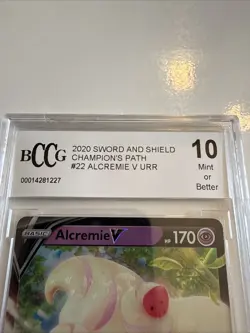 BCCG
00014281227
2020 SWORD AND SHIELD
CHAMPION'S PATH
#22 ALCREMIE V URR
10
Mint
or
Better
BASIC
Alcremie V
HP 170